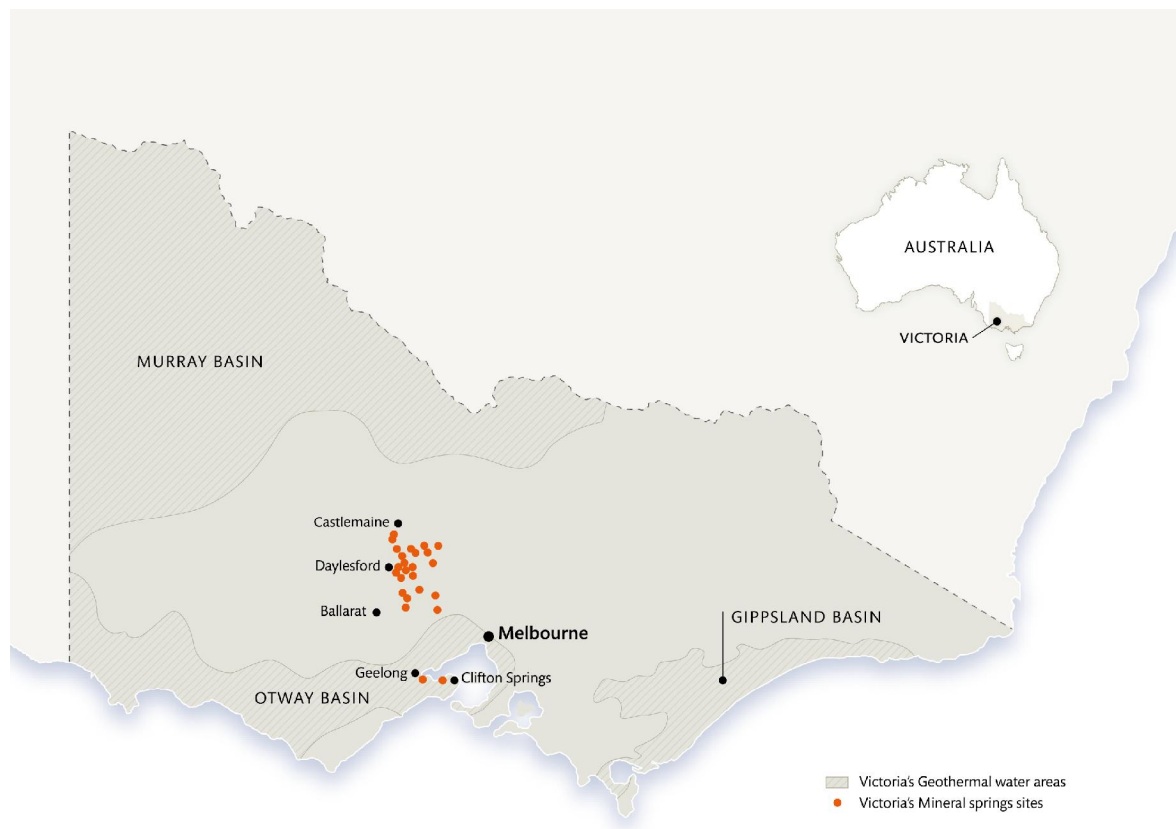 AUSTRALIA
VICTORIA
MURRAY BASIN
Castlemaine
Daylesford
Ballarat
GIPPSLAND BASIN
Melbourne
Geelong
Clifton Springs
OTWAY BASIN
Victoria's Geothermal water areas
Victoria's Mineral springs sites